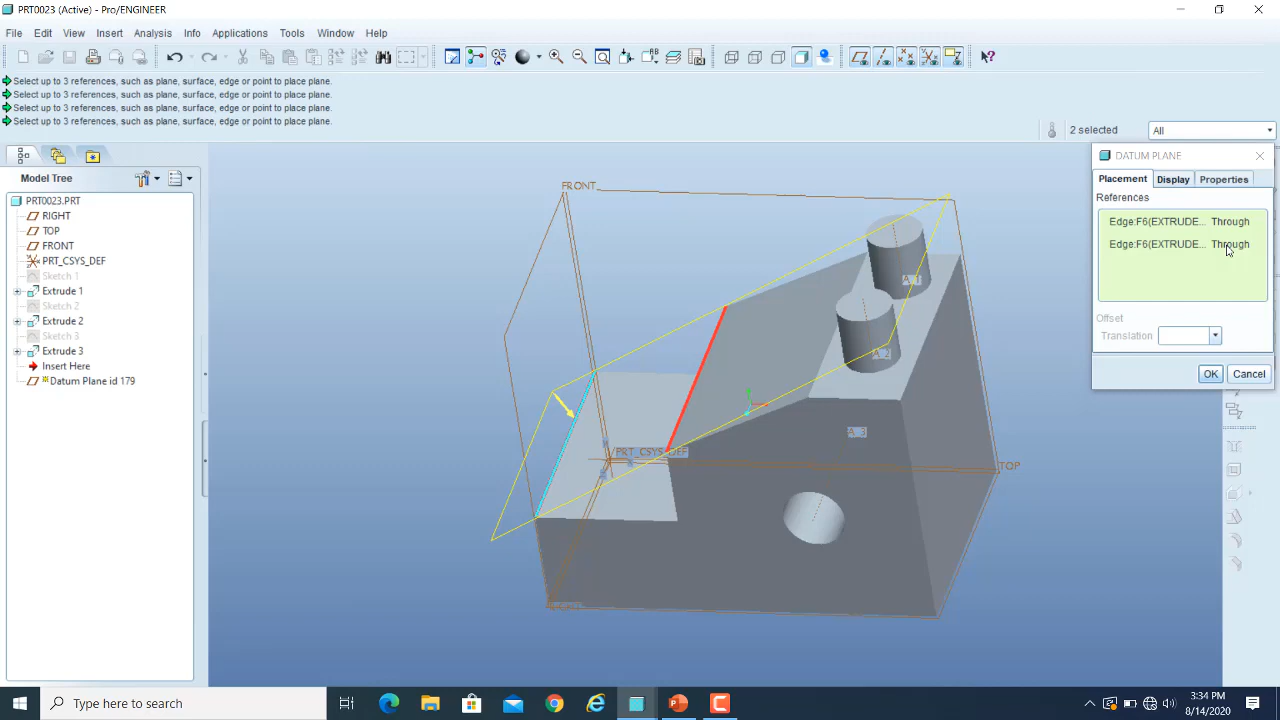 PRT0023 (Active) - Pro/ENGINEER
File Edit View Insert Analysis Info Applications Tools Window Help
Select up to 3 references, such as plane, surface, edge or point to place plane.
Select up to 3 references, such as plane, surface, edge or point to place plane.
Select up to 3 references, such as plane, surface, edge or point to place plane.
Select up to 3 references, such as plane, surface, edge or point to place plane.
2 selected
All
Model Tree
PRT0023.PRT
RIGHT
TOP
FRONT
PRT_CSYS_DEF
Sketch 1
Extrude 1
Sketch 2
Extrude 2
Sketch 3
Extrude 3
Insert Here
Datum Plane id 179
FRONT
A_1
A_2
A_3
PRT_CSYS_DEF
TOP
DATUM PLANE
Placement Display Properties
References
Edge:F6(EXTRUDE... Through
Edge:F6(EXTRUDE... Through
Offset
Translation
OK Cancel
Type here to search
3:34 PM
8/14/2020